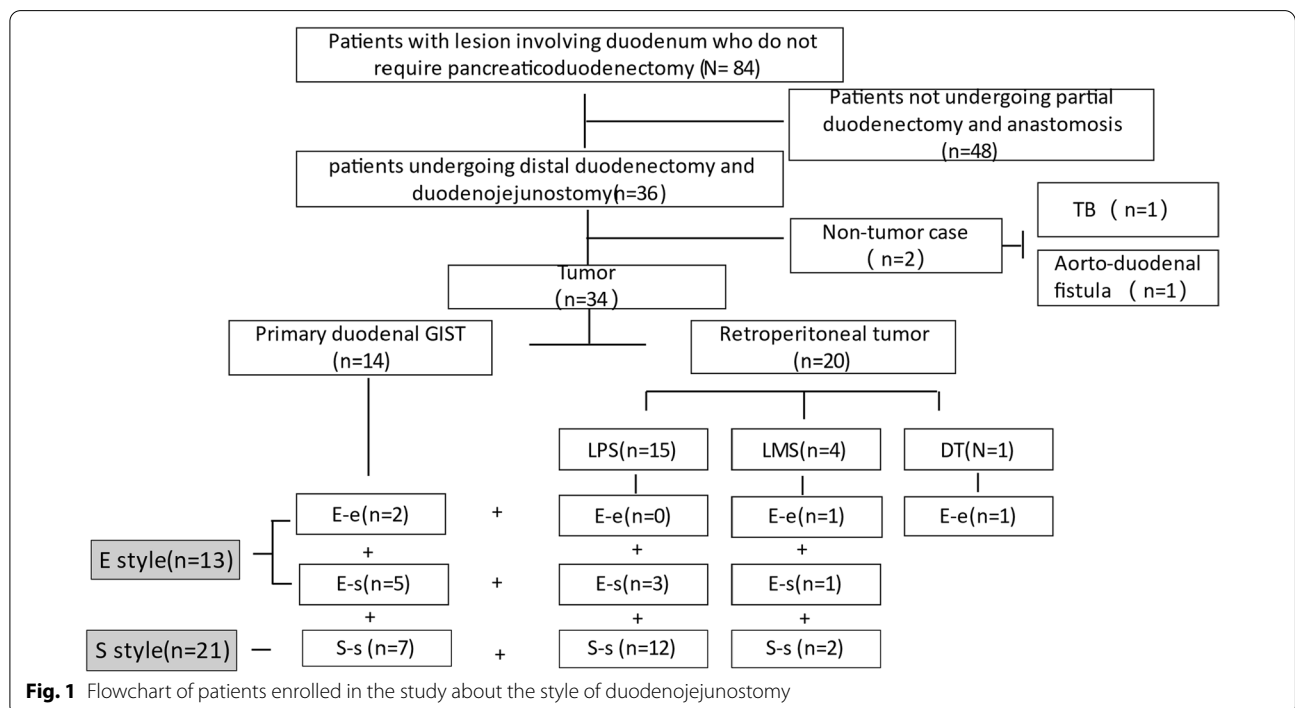 Patients with lesion involving duodenum who do not
require pancreaticoduodenectomy (N= 84)
Patients not undergoing partial
duodenectomy and anastomosis
(n=48)
patients undergoing distal duodenectomy and
duodenojejunostomy(n=36)
TB ( n=1)
Non-tumor case
( n=2)
Aorto-duodenal
fistula ( n=1)
Tumor
(n=34)
Primary duodenal GIST
(n=14)
Retroperitoneal tumor
(n=20)
LPS(n=15)
LMS(n=4)
DT(N=1)
E-e(n=2)
+
E-e(n=0)
E-e(n=1)
E-e(n=1)
E style(n=13)
+
+
+
E-s(n=5)
+
E-s(n=3)
E-s(n=1)
+
+
+
S style(n=21)
S-s (n=7)
+
S-s (n=12)
S-s (n=2)
Fig. 1 Flowchart of patients enrolled in the study about the style of duodenojejunostomy